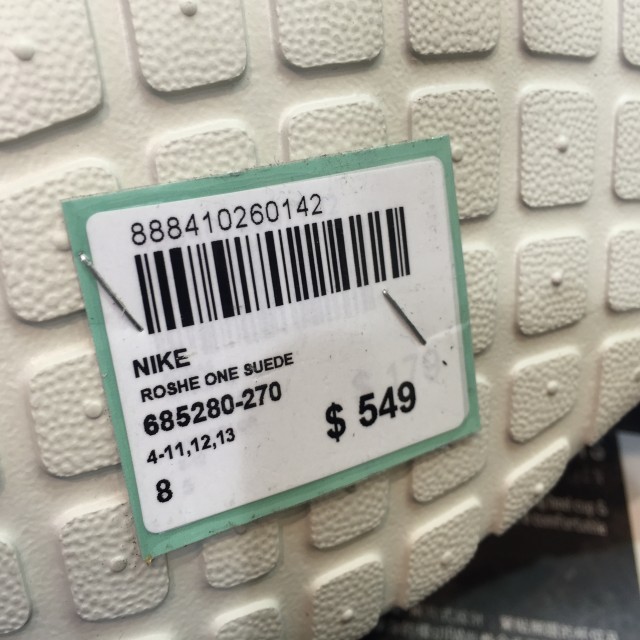 888410260142
NIKE
ROSHE ONE SUEDE
685280-270
$ 549
4-11,12,13
8